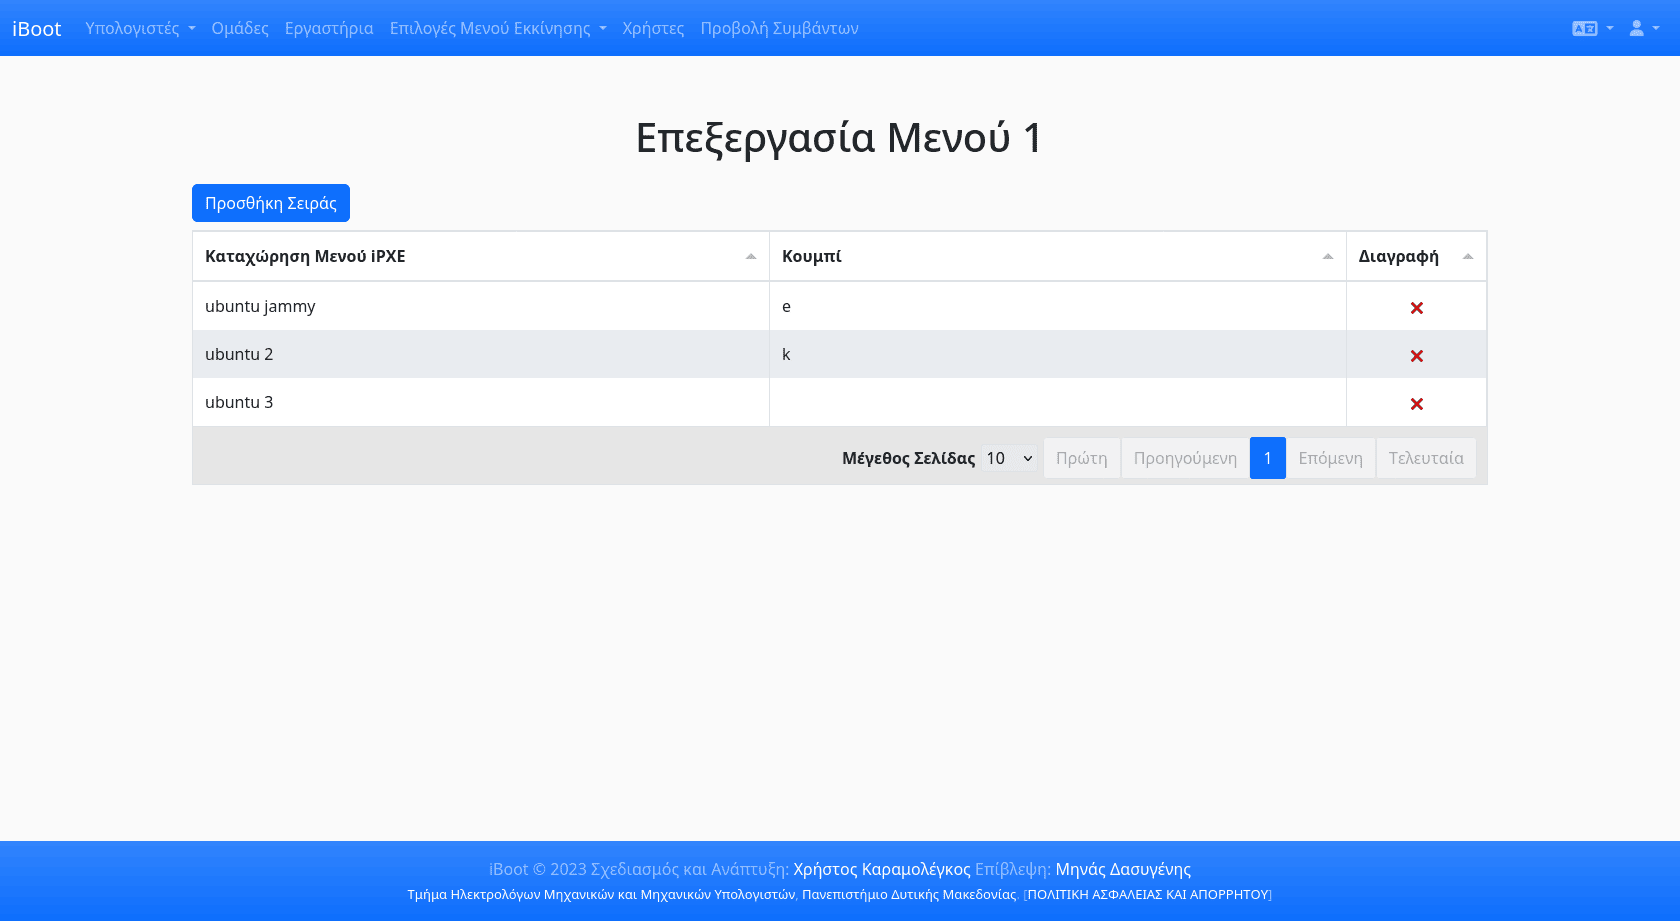 iBoot Υπολογιστές Ομάδες Εργαστήρια Επιλογές Μενού Εκκίνησης Χρήστες Προβολή Συμβάντων
Επεξεργασία Μενού 1
Προσθήκη Σειράς
Καταχώρηση Μενού iPXE Κουμπί Διαγραφή
ubuntu jammy e
ubuntu 2 k
ubuntu 3
Μέγεθος Σελίδας 10 Πρώτη Προηγούμενη 1 Επόμενη Τελευταία
iBoot © 2023 Σχεδιασμός και Ανάπτυξη: Χρήστος Καραμολέγκος Επίβλεψη: Μηνάς Δασυγένης
Τμήμα Ηλεκτρολόγων Μηχανικών και Μηχανικών Υπολογιστών, Πανεπιστήμιο Δυτικής Μακεδονίας. [ΠΟΛΙΤΙΚΗ ΑΣΦΑΛΕΙΑΣ ΚΑΙ ΑΠΟΡΡΗΤΟΥ]